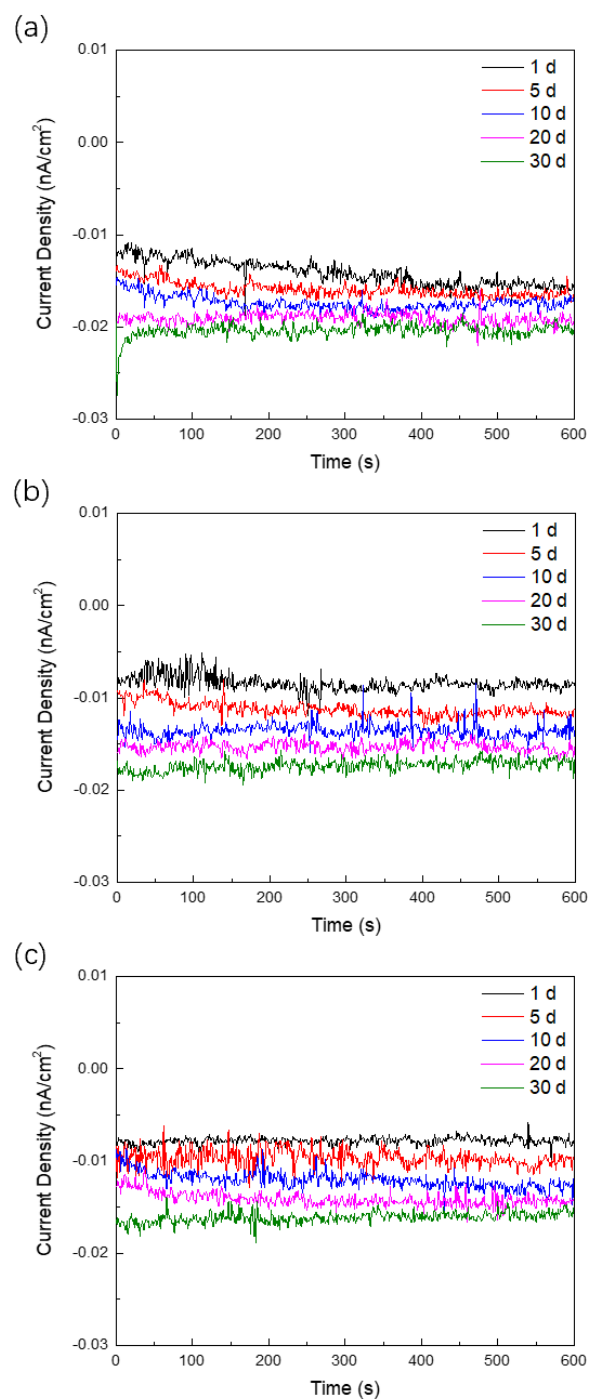 (a)
0.01
0.00
-0.01
-0.02
-0.03
Current Density (nA/cm²)
1 d
5 d
10 d
20 d
30 d
0 100 200 300 400 500 600
Time (s)
(b)
0.01
0.00
-0.01
-0.02
-0.03
Current Density (nA/cm²)
1 d
5 d
10 d
20 d
30 d
0 100 200 300 400 500 600
Time (s)
(c)
0.01
0.00
-0.01
-0.02
-0.03
Current Density (nA/cm²)
1 d
5 d
10 d
20 d
30 d
0 100 200 300 400 500 600
Time (s)